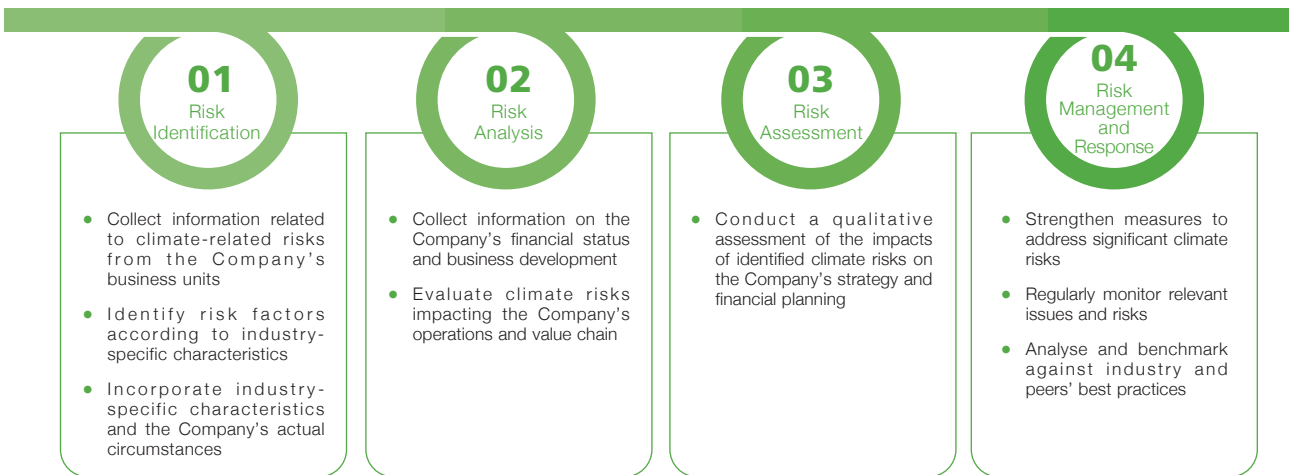 01
Risk
Identification
Collect information related
to climate-related risks
from the Company's
business units
Identify risk factors
according to industry-
specific characteristics
Incorporate industry-
specific characteristics
and the Company's actual
circumstances
02
Risk
Analysis
Collect information on the
Company's financial status
and business development
Evaluate climate risks
impacting the Company's
operations and value chain
03
Risk
Assessment
Conduct a qualitative
assessment of the impacts
of identified climate risks on
the Company's strategy and
financial planning
04
Risk
Management
and
Response
Strengthen measures to
address significant climate
risks
Regularly monitor relevant
issues and risks
Analyse and benchmark
against industry and
peers' best practices